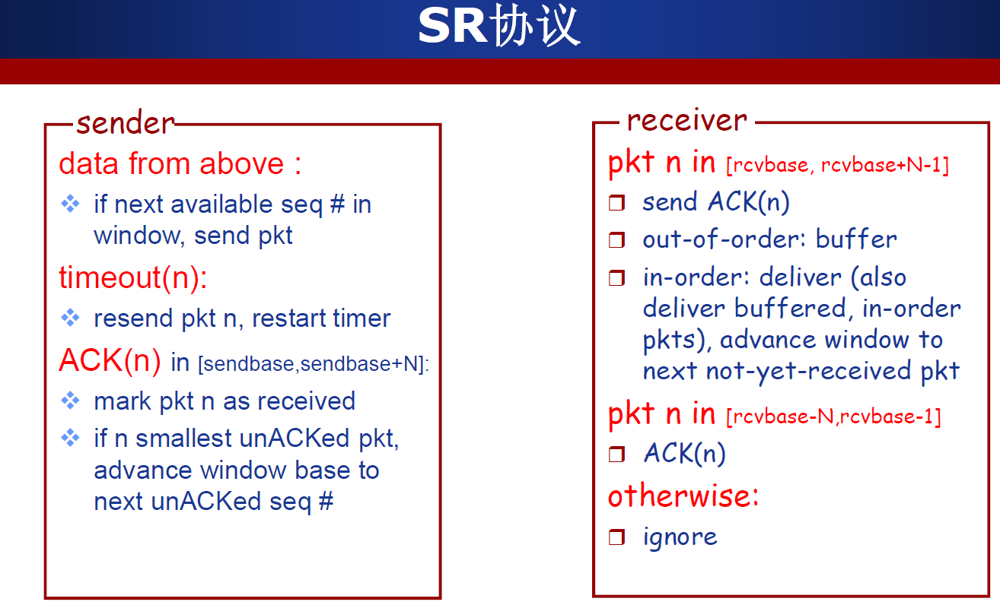 SR协议
sender
data from above :
if next available seq # in
window, send pkt
timeout(n):
resend pkt n, restart timer
ACK(n) in [sendbase,sendbase+N]:
mark pkt n as received
if n smallest unACKed pkt,
advance window base to
next unACKed seq #
receiver
pkt n in [rcvbase, rcvbase+N-1]
send ACK(n)
out-of-order: buffer
in-order: deliver (also
deliver buffered, in-order
pkts), advance window to
next not-yet-received pkt
pkt n in [rcvbase-N,rcvbase-1]
ACK(n)
otherwise:
ignore